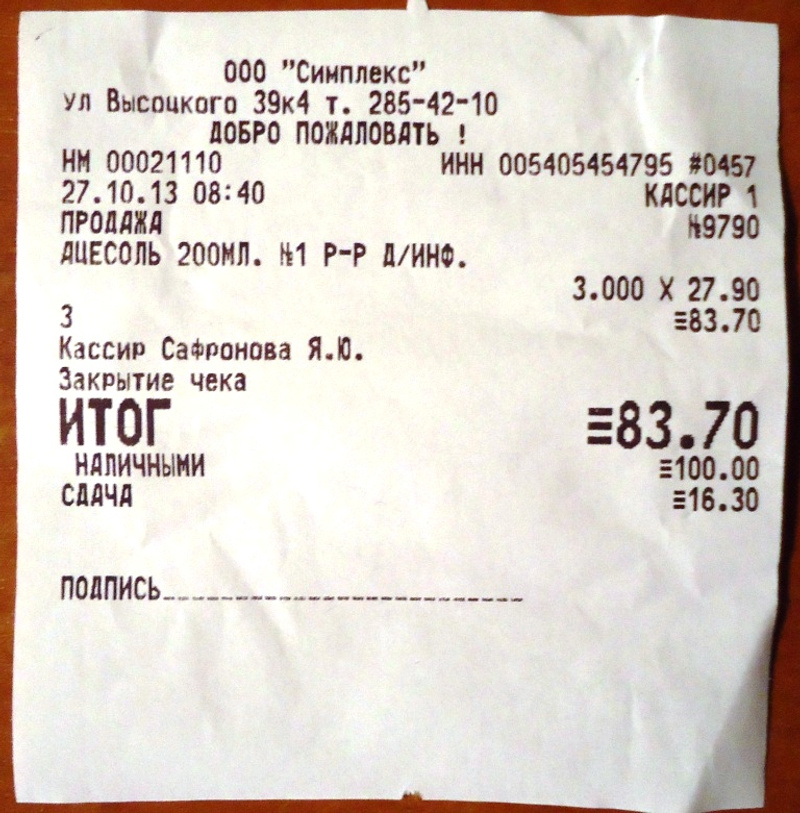 ООО "Симплекс"
ул Высоцкого 39к4 т. 285-42-10
ДОБРО ПОЖАЛОВАТЬ !
НМ 00021110 ИНН 005405454795 #0457
27.10.13 08:40 КАССИР 1
ПРОДАЖА №9790
АЦЕСОЛЬ 200МЛ. №1 Р-Р Д/ИНФ.
3.000 X 27.90
3 ≡83.70
Кассир Сафронова Я.Ю.
Закрытие чека
ИТОГ ≡83.70
НАЛИЧНЫМИ ≡100.00
СДАЧА ≡16.30
ПОДПИСЬ